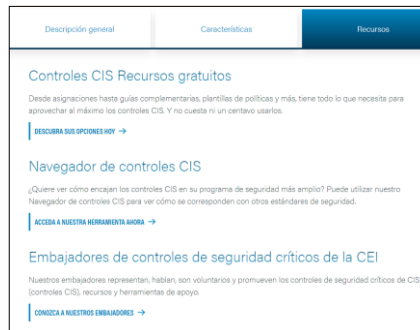 Descripción general
Características
Recursos
Controles CIS Recursos gratuitos
Desde asignaciones hasta guías complementarias, plantillas de políticas y más, tiene todo lo que necesita para
aprovechar al máximo los controles CIS. Y no cuesta ni un centavo usarlos.
DESCUBRA SUS OPCIONES HOY →
Navegador de controles CIS
¿Quiere ver cómo encajan los controles CIS en su programa de seguridad más amplio? Puede utilizar nuestro
Navegador de controles CIS para ver cómo se corresponden con otros estándares de seguridad.
ACCEDA A NUESTRA HERRAMIENTA AHORA →
Embajadores de controles de seguridad críticos de la CEI
Nuestros embajadores representan, hablan, son voluntarios y promueven los controles de seguridad críticos de CIS
(controles CIS), recursos y herramientas de apoyo.
CONOZCA A NUESTROS EMBAJADORES →